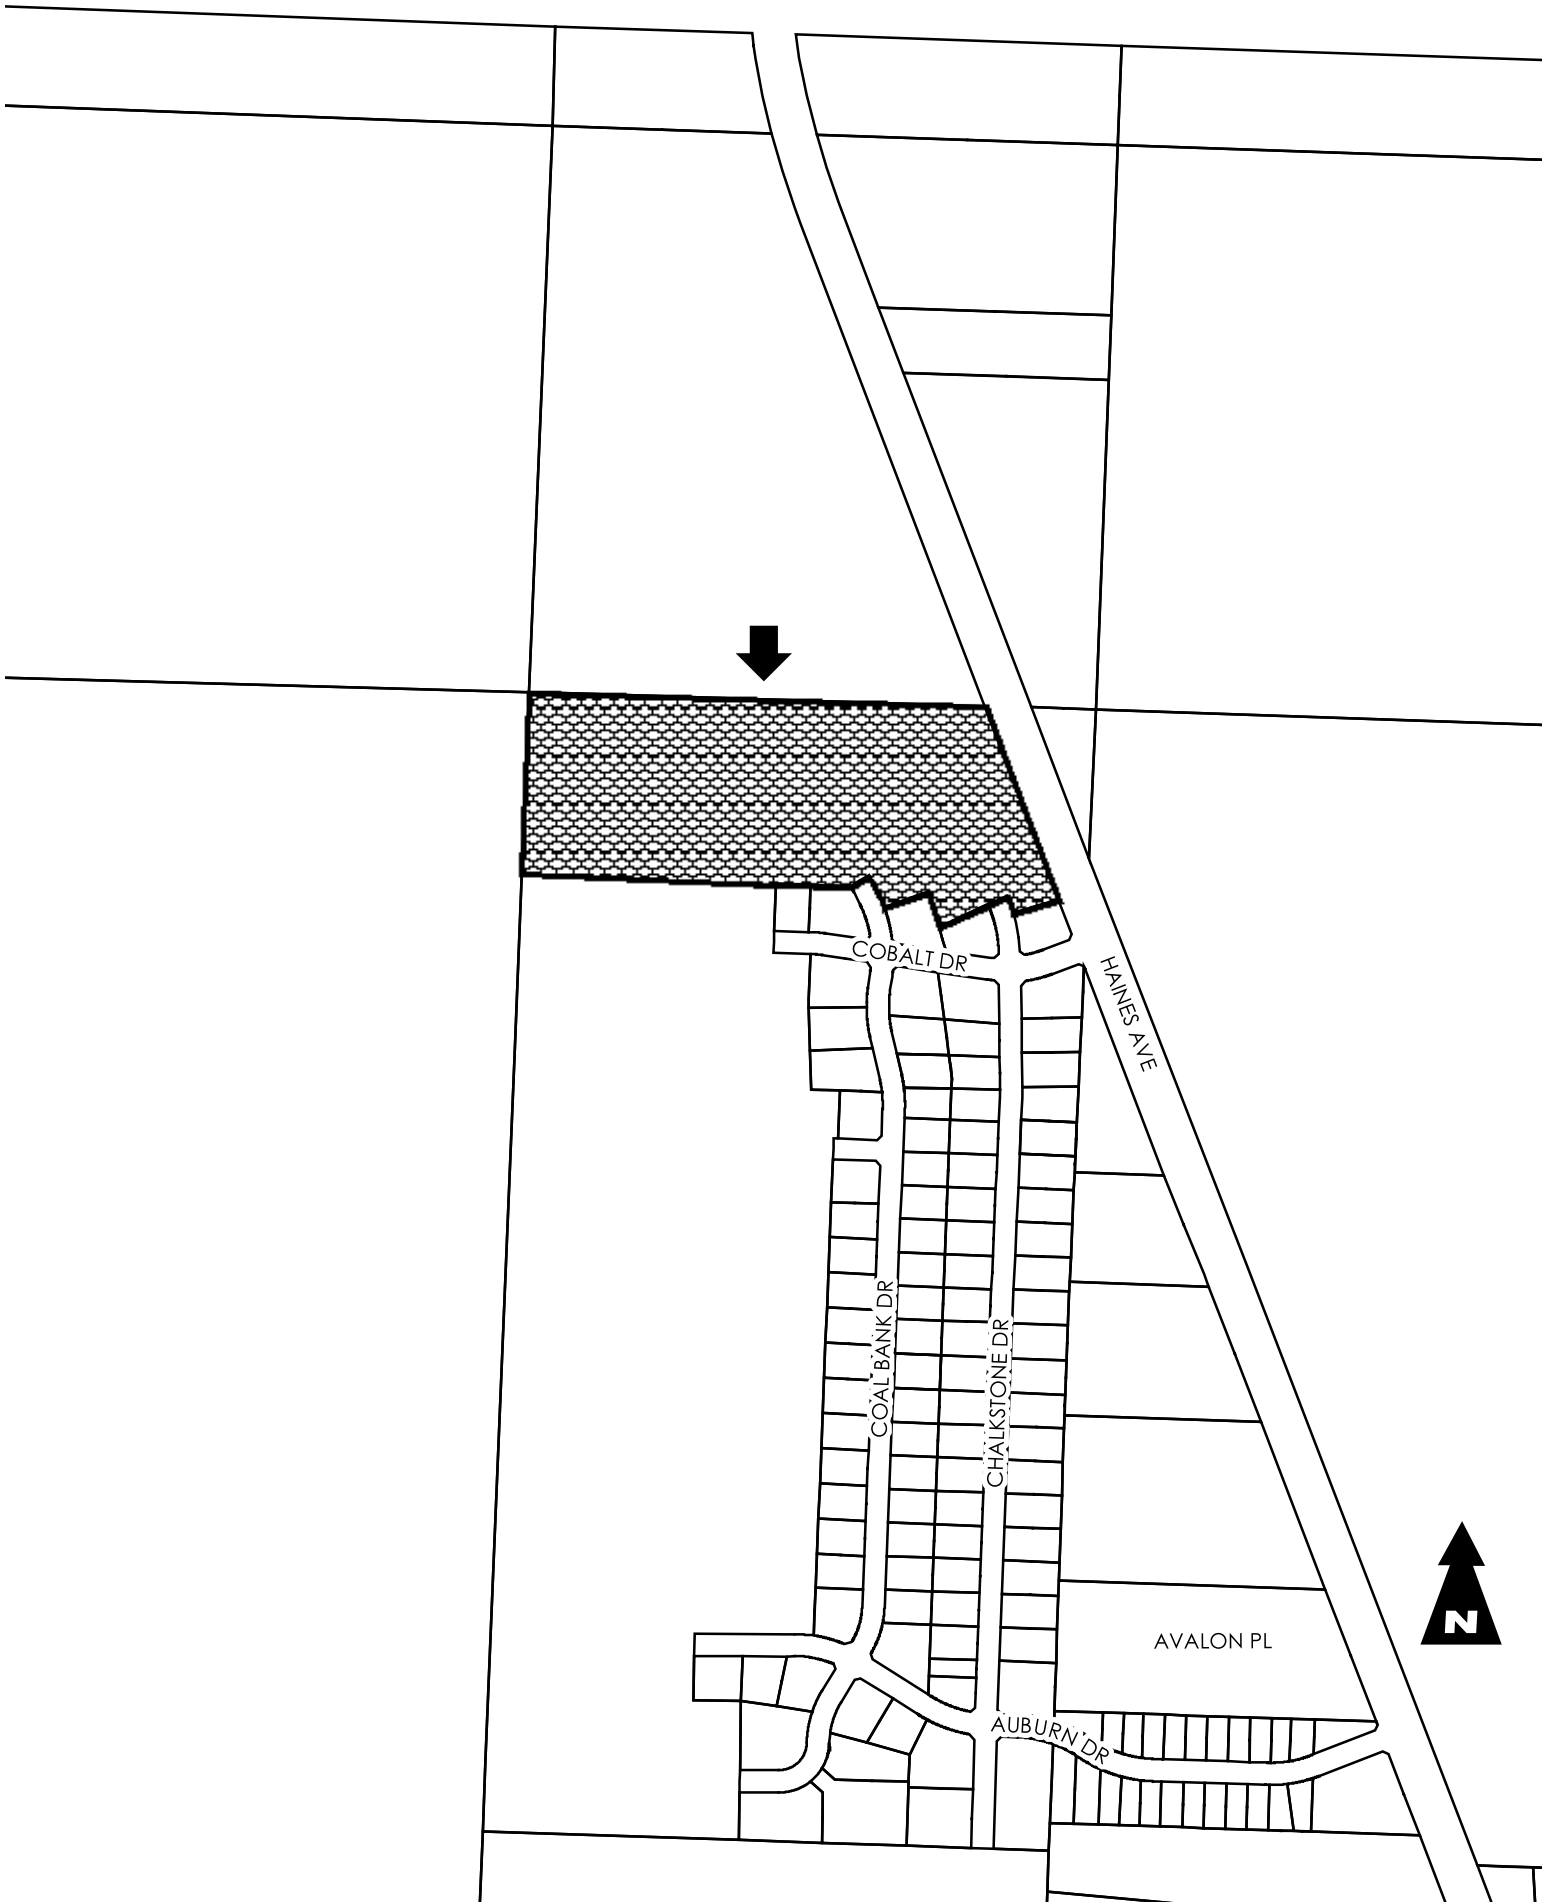 COBALT DR
HAINES AVE
COAL BANK DR
CHALKSTONE DR
N
AVALON PL
AUBURN DR